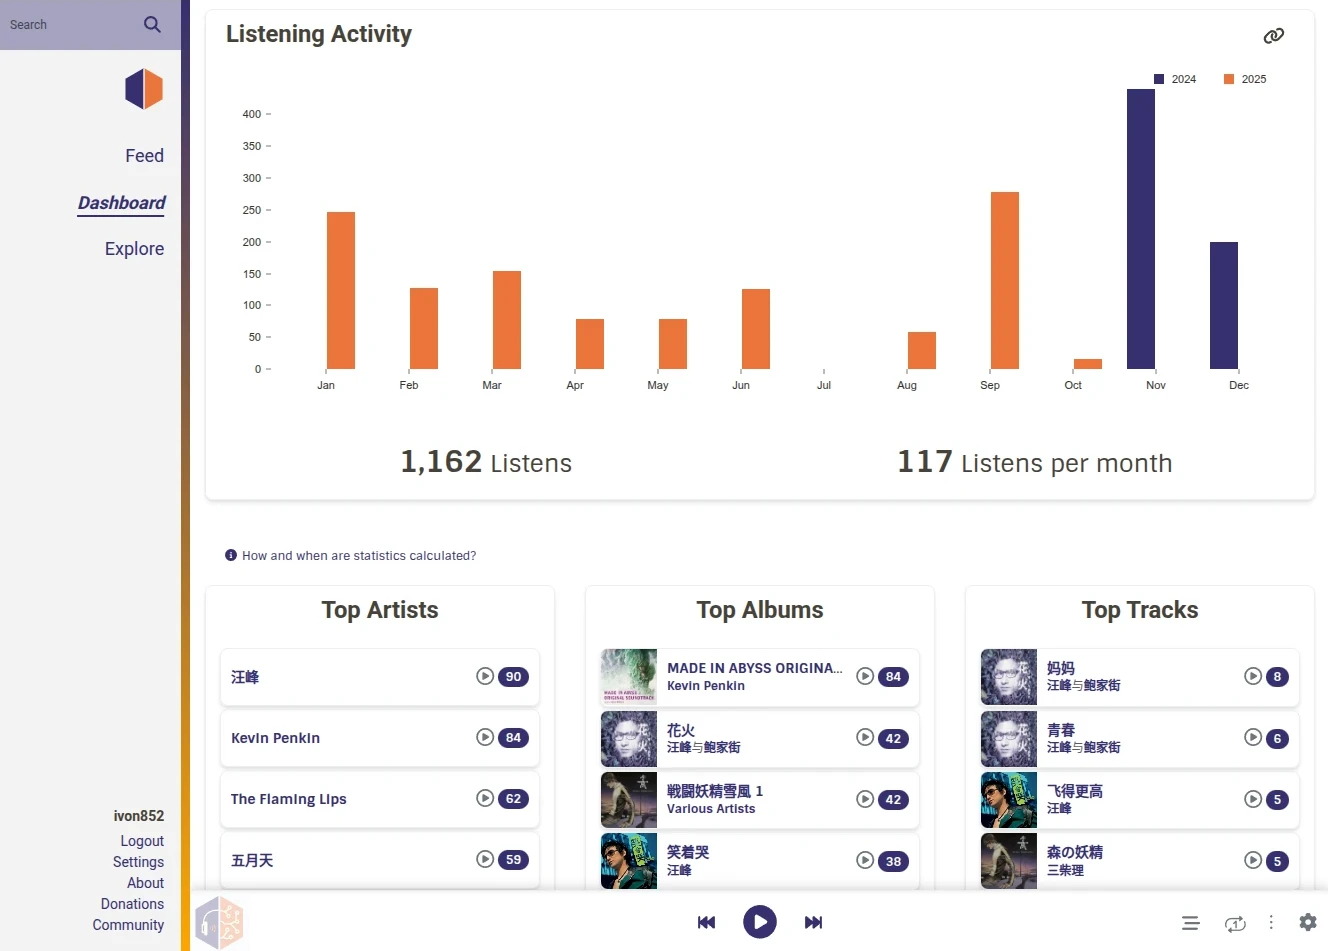 Search
Feed
Dashboard
Explore
ivon852
Logout
Settings
About
Donations
Community
Listening Activity
2024
2025
400
350
300
250
200
150
100
50
0
Jan
Feb
Mar
Apr
May
Jun
Jul
Aug
Sep
Oct
Nov
Dec
1,162 Listens
117 Listens per month
How and when are statistics calculated?
Top Artists
汪峰
90
Kevin Penkin
84
The Flaming Lips
62
五月天
59
Top Albums
MADE IN ABYSS ORIGINA...
Kevin Penkin
84
花火
汪峰与鲍家街
42
戦闘妖精雪風 1
Various Artists
42
笑着哭
汪峰
38
Top Tracks
妈妈
汪峰与鲍家街
8
青春
汪峰与鲍家街
6
飞得更高
汪峰
5
森の妖精
三柴理
5